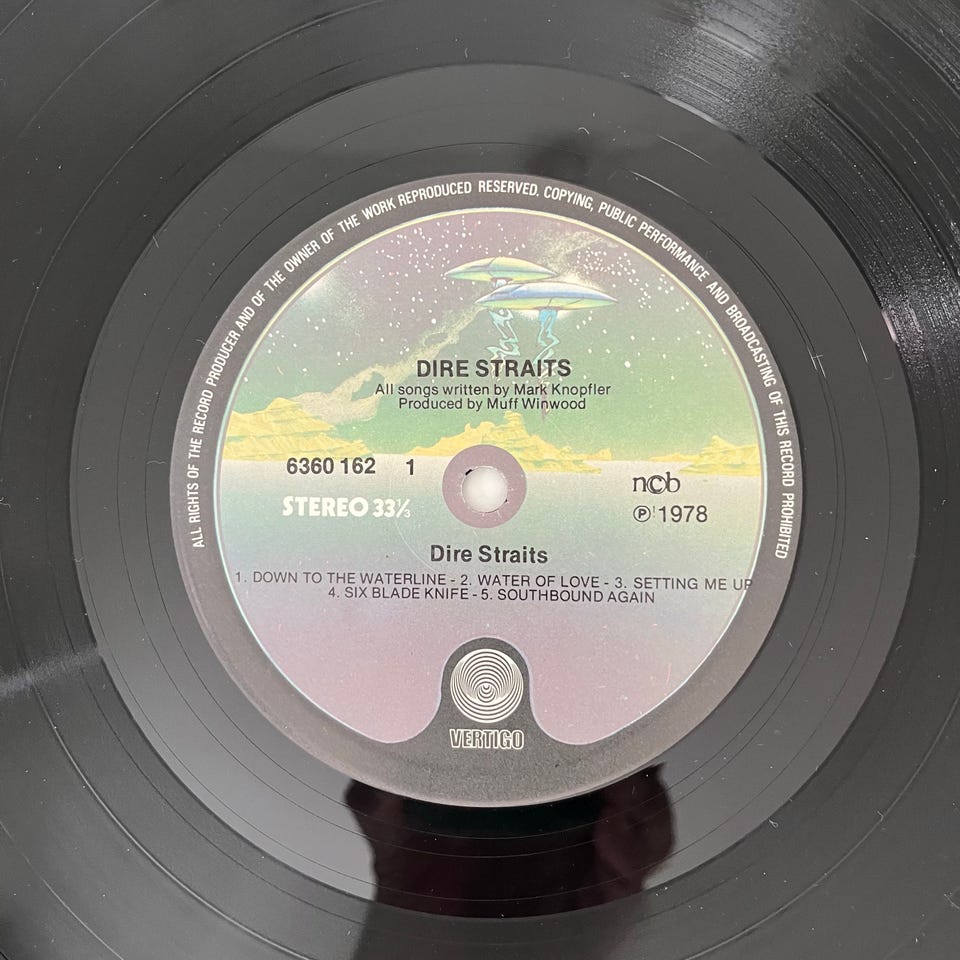 ALL RIGHTS OF THE RECORD PRODUCER AND OF THE OWNER OF THE WORK REPRODUCED RESERVED. COPYING, PUBLIC PERFORMANCE AND BROADCASTING OF THIS RECORD PROHIBITED
DIRE STRAITS
All songs written by Mark Knopfler
Produced by Muff Winwood
6360 162 1
STEREO 33⅓
ncb
℗ 1978
Dire Straits
1. DOWN TO THE WATERLINE - 2. WATER OF LOVE - 3. SETTING ME UP
4. SIX BLADE KNIFE - 5. SOUTHBOUND AGAIN
VERTIGO